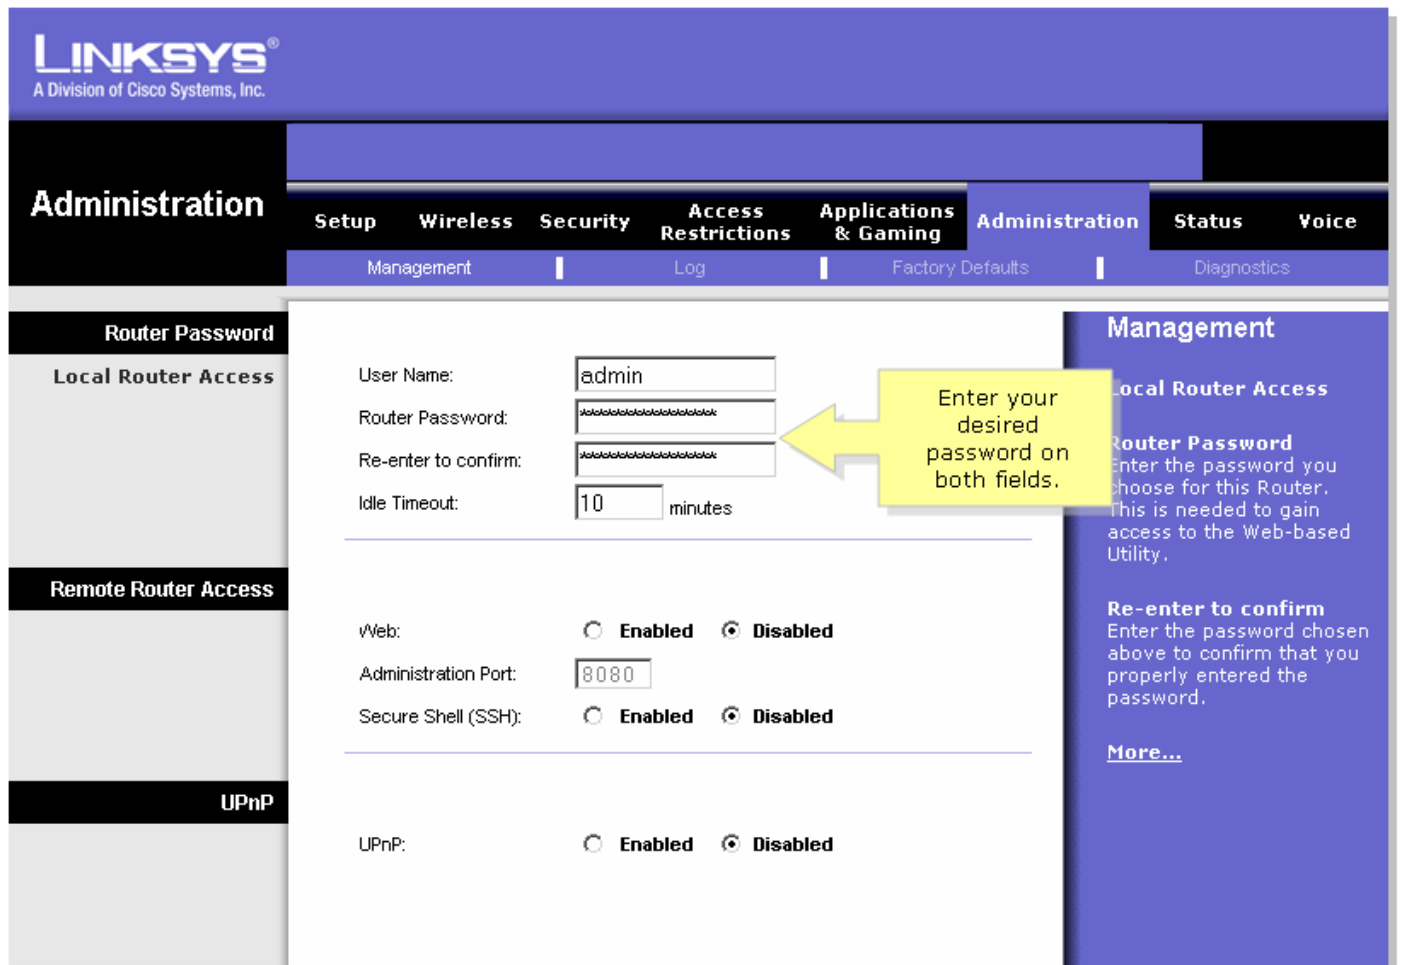 LINKSYS®
A Division of Cisco Systems, Inc.
Administration
Setup
Wireless
Security
Access
Restrictions
Applications
& Gaming
Administration
Status
Voice
Management
Log
Factory Defaults
Diagnostics
Router Password
Local Router Access
User Name:
admin
Router Password:
******************
Re-enter to confirm:
******************
Idle Timeout:
10
minutes
Enter your
desired
password on
both fields.
Remote Router Access
Web:
Enabled
Disabled
Administration Port:
8080
Secure Shell (SSH):
Enabled
Disabled
UPnP
UPnP:
Enabled
Disabled
Management
Local Router Access
Router Password
Enter the password you
choose for this Router.
This is needed to gain
access to the Web-based
Utility.
Re-enter to confirm
Enter the password chosen
above to confirm that you
properly entered the
password.
More...